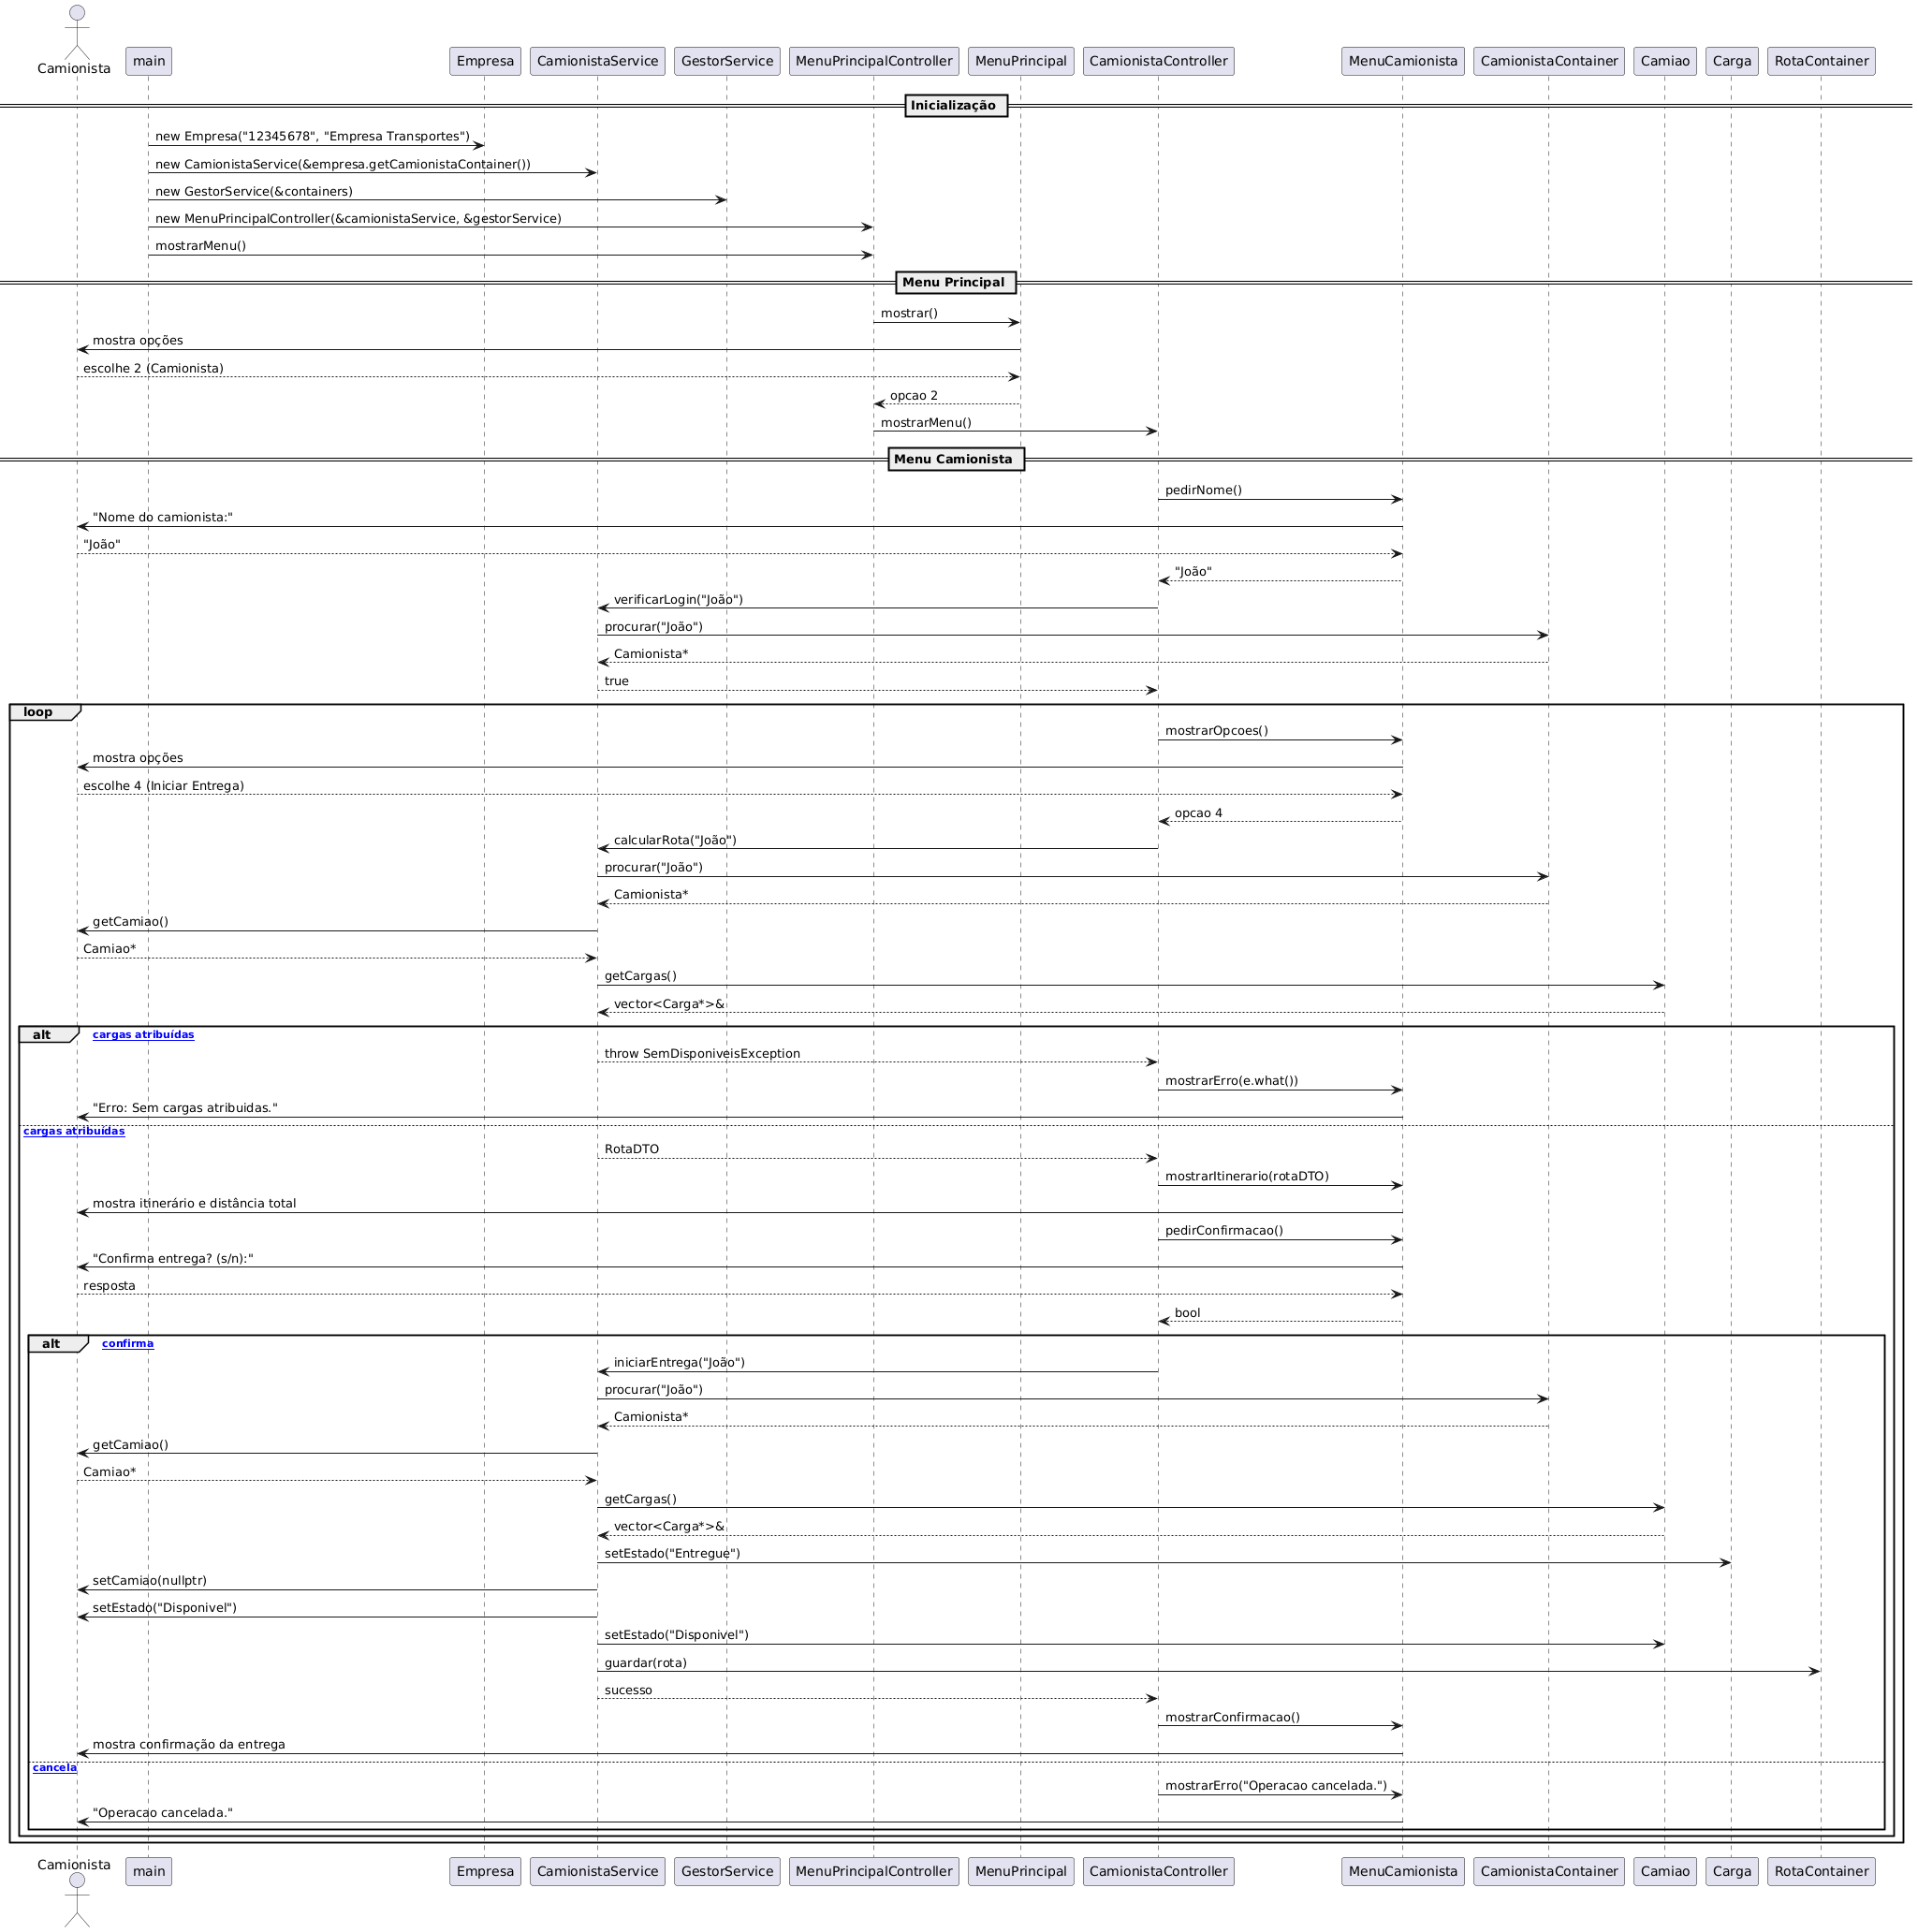 Camionista
main
Empresa
CamionistaService
GestorService
MenuPrincipalController
MenuPrincipal
CamionistaController
MenuCamionista
CamionistaContainer
Camiao
Carga
RotaContainer
Inicialização
new Empresa("12345678", "Empresa Transportes")
new CamionistaService(&empresa.getCamionistaContainer())
new GestorService(&containers)
new MenuPrincipalController(&camionistaService, &gestorService)
mostrarMenu()
Menu Principal
mostrar()
mostra opções
escolhe 2 (Camionista)
opcao 2
mostrarMenu()
Menu Camionista
pedirNome()
"Nome do camionista:"
"João"
"João"
verificarLogin("João")
procurar("João")
Camionista*
true
loop
mostrarOpcoes()
mostra opções
escolhe 4 (Iniciar Entrega)
opcao 4
calcularRota("João")
procurar("João")
Camionista*
getCamiao()
Camiao*
getCargas()
vector<Carga*>&
alt cargas atribuídas
throw SemDisponiveisException
mostrarErro(e.what())
"Erro: Sem cargas atribuidas."
cargas atribuídas
RotaDTO
mostrarItinerario(rotaDTO)
mostra itinerário e distância total
pedirConfirmacao()
"Confirma entrega? (s/n):"
resposta
bool
alt confirma
iniciarEntrega("João")
procurar("João")
Camionista*
getCamiao()
Camiao*
getCargas()
vector<Carga*>&
setEstado("Entregue")
setCamiao(nullptr)
setEstado("Disponivel")
setEstado("Disponivel")
guardar(rota)
sucesso
mostrarConfirmacao()
mostra confirmação da entrega
cancela
mostrarErro("Operacao cancelada.")
"Operacao cancelada."
Camionista
main
Empresa
CamionistaService
GestorService
MenuPrincipalController
MenuPrincipal
CamionistaController
MenuCamionista
CamionistaContainer
Camiao
Carga
RotaContainer